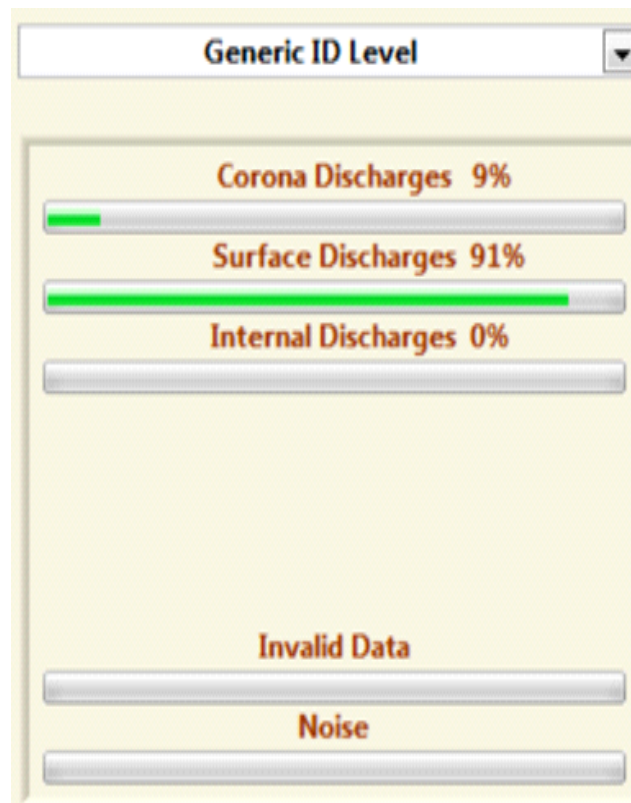 Generic ID Level
Corona Discharges 9%
Surface Discharges 91%
Internal Discharges 0%
Invalid Data
Noise